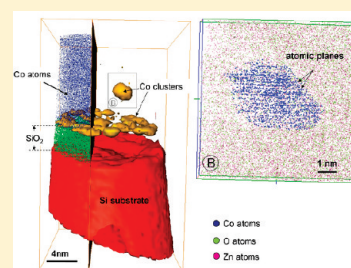 Co atoms
Co clusters
B
SiO2
Si substrate
4nm
atomic planes
B
1 nm
Co atoms
O atoms
Zn atoms